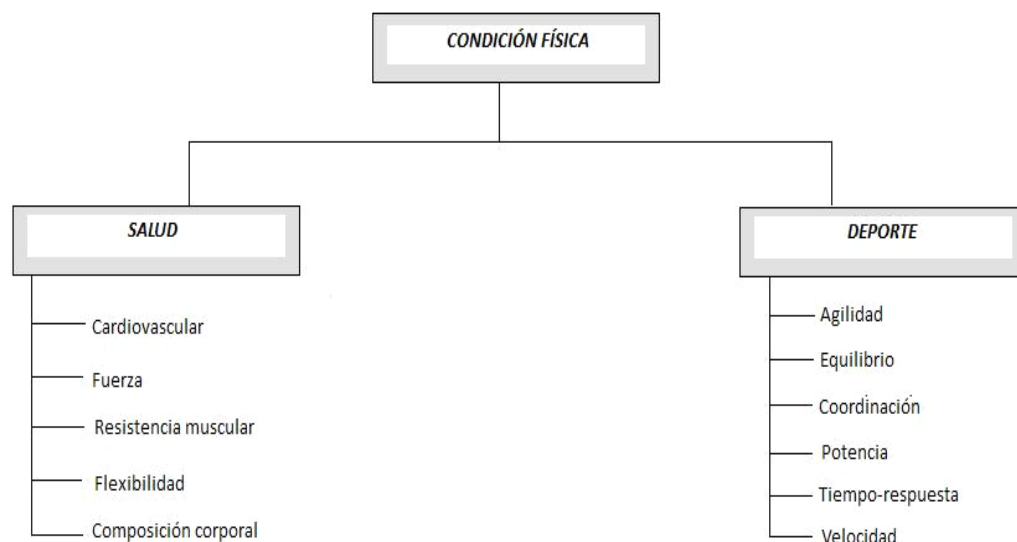 CONDICIÓN FÍSICA
SALUD
Cardiovascular
Fuerza
Resistencia muscular
Flexibilidad
Composición corporal
DEPORTE
Agilidad
Equilibrio
Coordinación
Potencia
Tiempo-respuesta
Velocidad